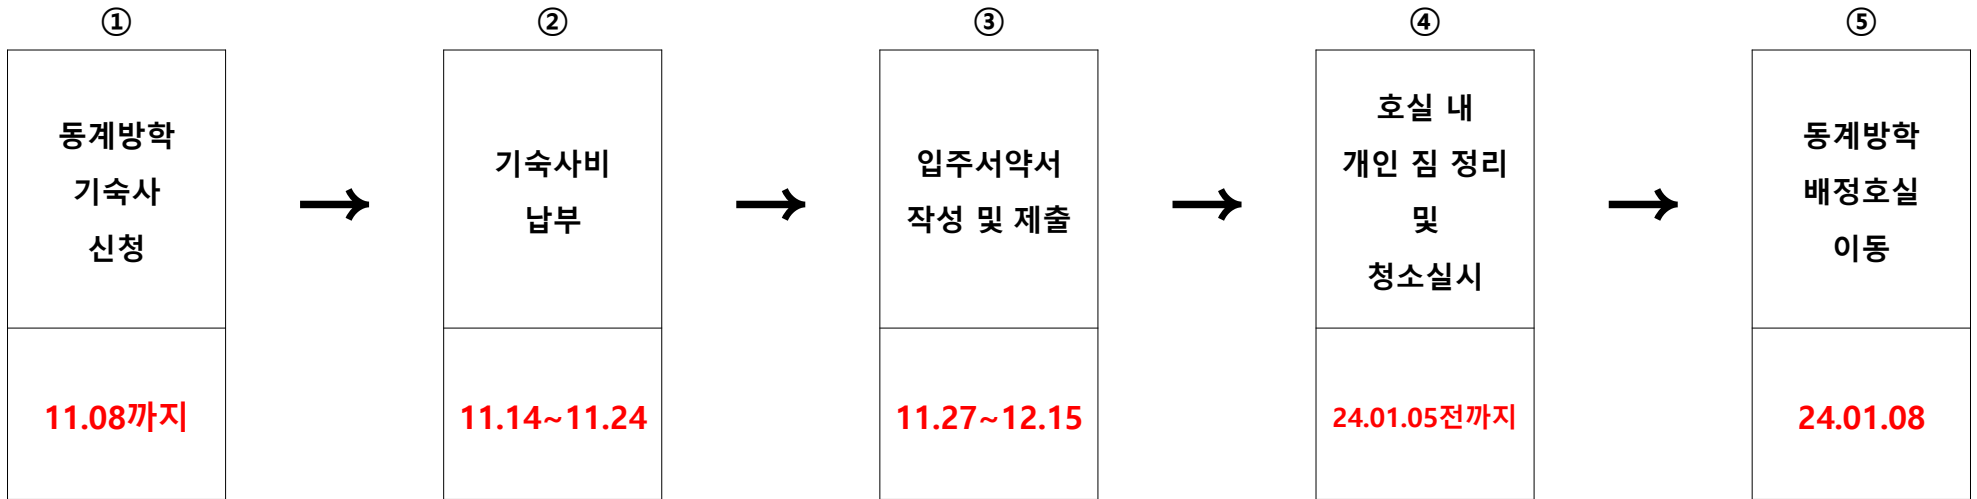 ①
동계방학
기숙사
신청
11.08까지
②
기숙사비
납부
11.14~11.24
③
입주서약서
작성 및 제출
11.27~12.15
④
호실 내
개인 짐 정리
및
청소실시
24.01.05전까지
⑤
동계방학
배정호실
이동
24.01.08